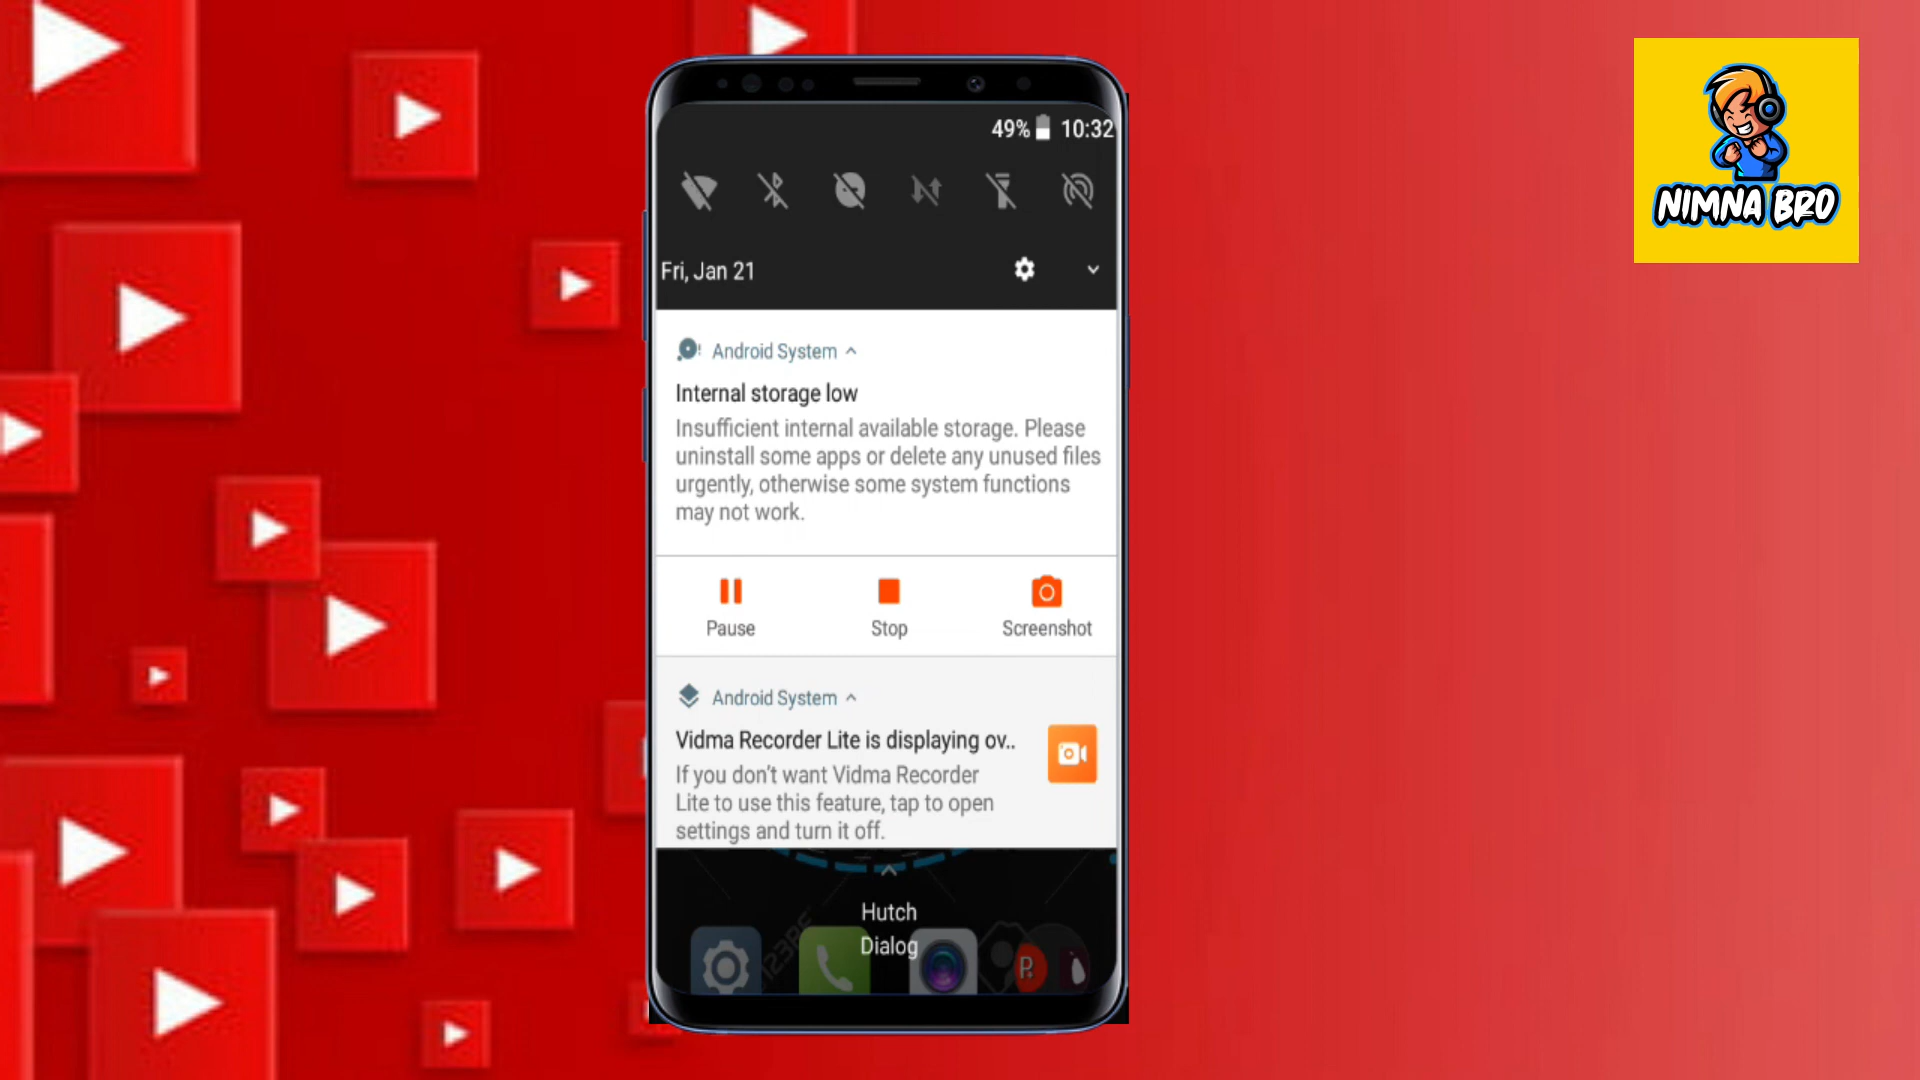 NIMNA BRO
49% 10:32
Fri, Jan 21
Android System
Internal storage low
Insufficient internal available storage. Please
uninstall some apps or delete any unused files
urgently, otherwise some system functions
may not work.
Pause Stop Screenshot
Android System
Vidma Recorder Lite is displaying ov..
If you don't want Vidma Recorder
Lite to use this feature, tap to open
settings and turn it off.
Hutch
Dialog
123RF